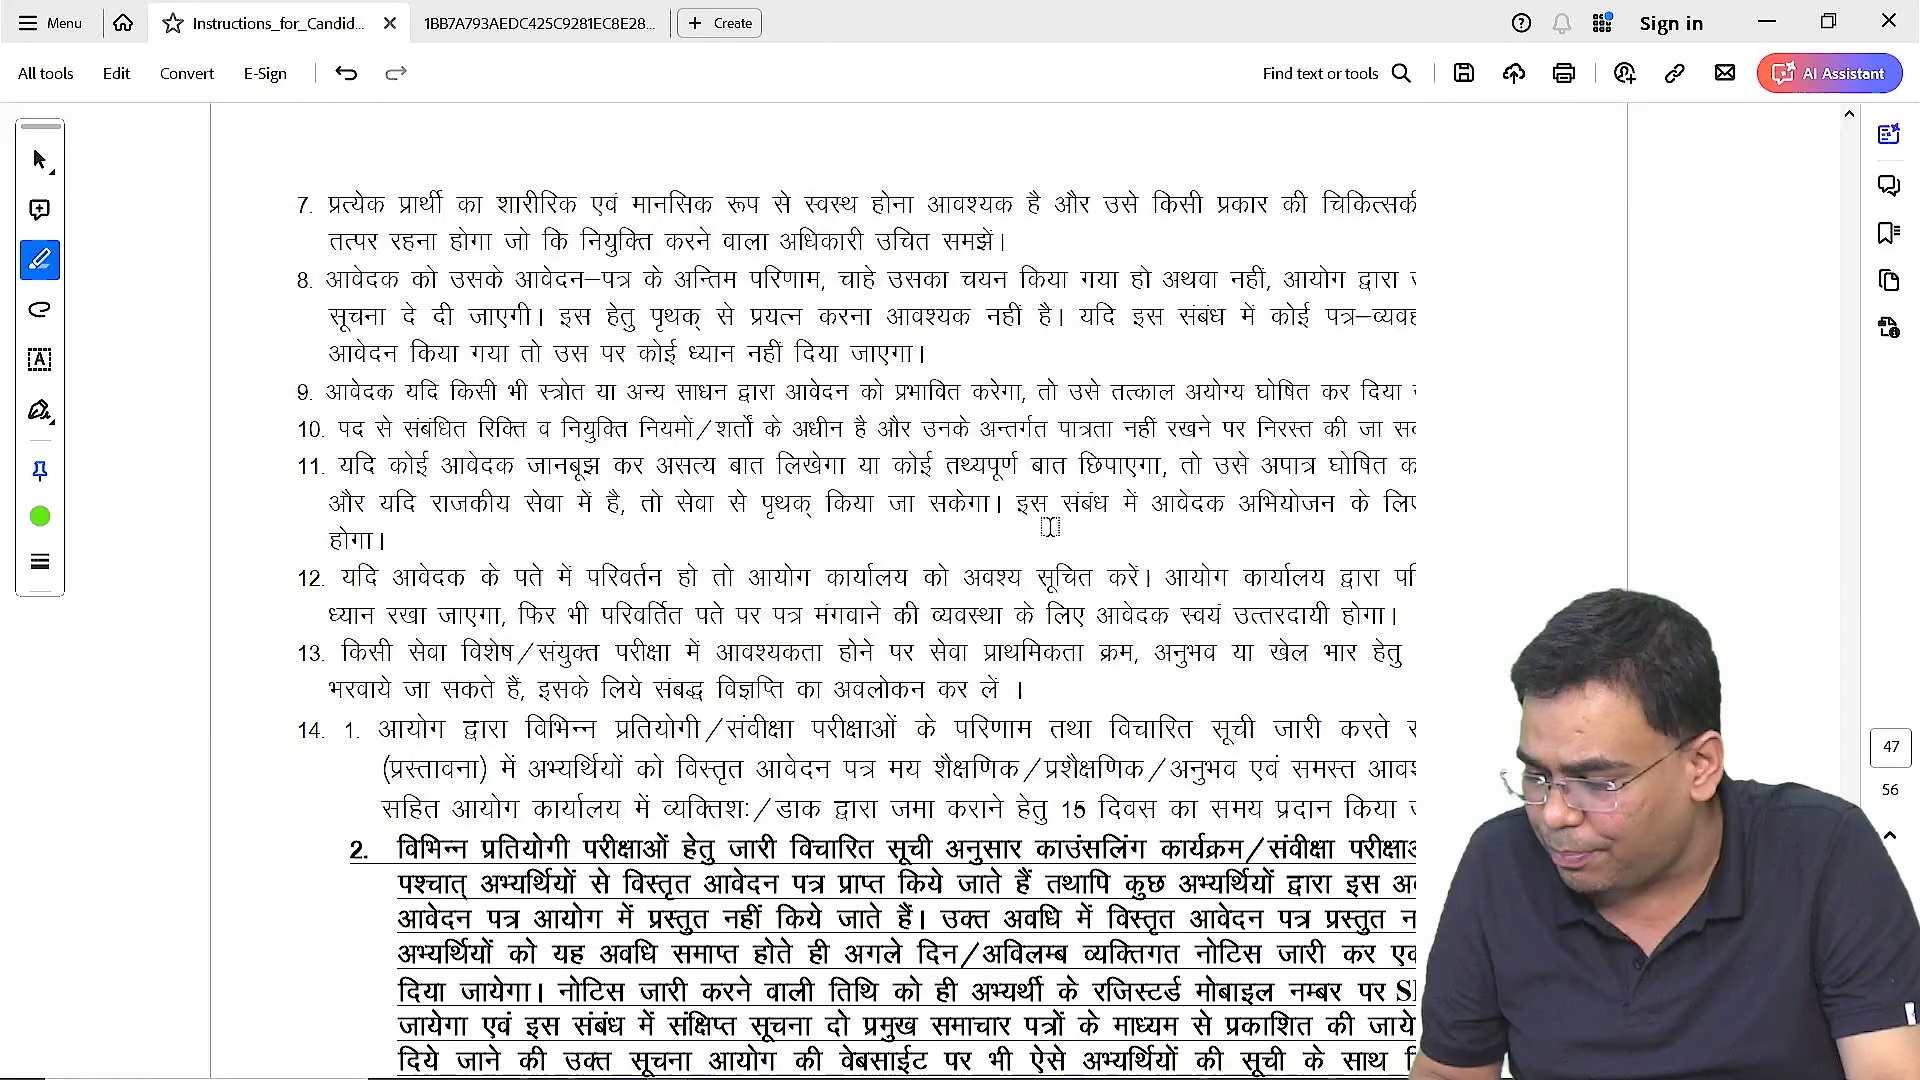 Menu
Instructions_for_Candid...
1BB7A793AEDC425C9281EC8E28...
+ Create
Sign in
All tools
Edit
Convert
E-Sign
Find text or tools
AI Assistant
7. प्रत्येक प्रार्थी का शारीरिक एवं मानसिक रूप से स्वस्थ होना आवश्यक है और उसे किसी प्रकार की
तत्पर रहना होगा जो कि नियुक्ति करने वाला अधिकारी उचित समझें।
8. आवेदक को उसके आवेदन–पत्र के अन्तिम परिणाम, चाहे उसका चयन किया गया हो अथवा नहीं, आयोग द्वारा
सूचना दे दी जाएगी। इस हेतु पृथक् से प्रयत्न करना आवश्यक नहीं है। यदि इस संबंध में कोई
आवेदन किया गया तो उस पर कोई ध्यान नहीं दिया जाएगा।
9. आवेदक यदि किसी भी स्त्रोत या अन्य साधन द्वारा आवेदन को प्रभावित करेगा, तो उसे तत्काल अयोग्य घोषित कर दिया
10. पद से संबंधित रिक्ति व नियुक्ति नियमों/शर्तों के अधीन है और उनके अन्तर्गत पात्रता नहीं रखने पर निरस्त की जा
11. यदि कोई आवेदक जानबूझ कर असत्य बात लिखेगा या कोई तथ्यपूर्ण बात छिपाएगा, तो उसे अपात्र घोषित
और यदि राजकीय सेवा में है, तो सेवा से पृथक् किया जा सकेगा। इस संबंध में आवेदक अभियोजन के
होगा।
12. यदि आवेदक के पते में परिवर्तन हो तो आयोग कार्यालय को अवश्य सूचित करें। आयोग कार्यालय द्वारा
ध्यान रखा जाएगा, फिर भी परिवर्तित पते पर पत्र मंगवाने की व्यवस्था के लिए आवेदक स्वयं उत्तरदायी होगा।
13. किसी सेवा विशेष/संयुक्त परीक्षा में आवश्यकता होने पर सेवा प्राथमिकता क्रम, अनुभव या खेल भार हेतु
भरवाये जा सकते हैं, इसके लिये संबद्ध विज्ञप्ति का अवलोकन कर लें ।
14. 1. आयोग द्वारा विभिन्न प्रतियोगी/संवीक्षा परीक्षाओं के परिणाम तथा विचारित सूची जारी करते
(प्रस्तावना) में अभ्यर्थियों को विस्तृत आवेदन पत्र मय शैक्षणिक/प्रशैक्षणिक/अनुभव एवं समस्त
सहित आयोग कार्यालय में व्यक्तिशः/डाक द्वारा जमा कराने हेतु 15 दिवस का समय प्रदान किया
2. विभिन्न प्रतियोगी परीक्षाओं हेतु जारी विचारित सूची अनुसार काउंसलिंग कार्यक्रम/संवीक्षा
पश्चात् अभ्यर्थियों से विस्तृत आवेदन पत्र प्राप्त किये जाते हैं तथापि कुछ अभ्यर्थियों द्वारा इस
आवेदन पत्र आयोग में प्रस्तुत नहीं किये जाते हैं। उक्त अवधि में विस्तृत आवेदन पत्र प्रस्तुत
अभ्यर्थियों को यह अवधि समाप्त होते ही अगले दिन/अविलम्ब व्यक्तिगत नोटिस जारी कर
दिया जायेगा। नोटिस जारी करने वाली तिथि को ही अभ्यर्थी के रजिस्टर्ड मोबाइल नम्बर पर
जायेगा एवं इस संबंध में संक्षिप्त सूचना दो प्रमुख समाचार पत्रों के माध्यम से प्रकाशित की
दिये जाने की उक्त सूचना आयोग की वेबसाईट पर भी ऐसे अभ्यर्थियों की सूची के साथ
47
56